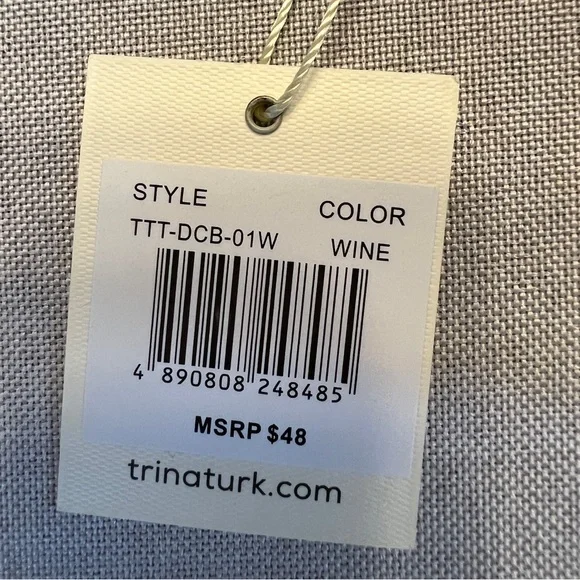 STYLE COLOR
TTT-DCB-01W WINE
4 890808 248485
MSRP $48
trinaturk.com